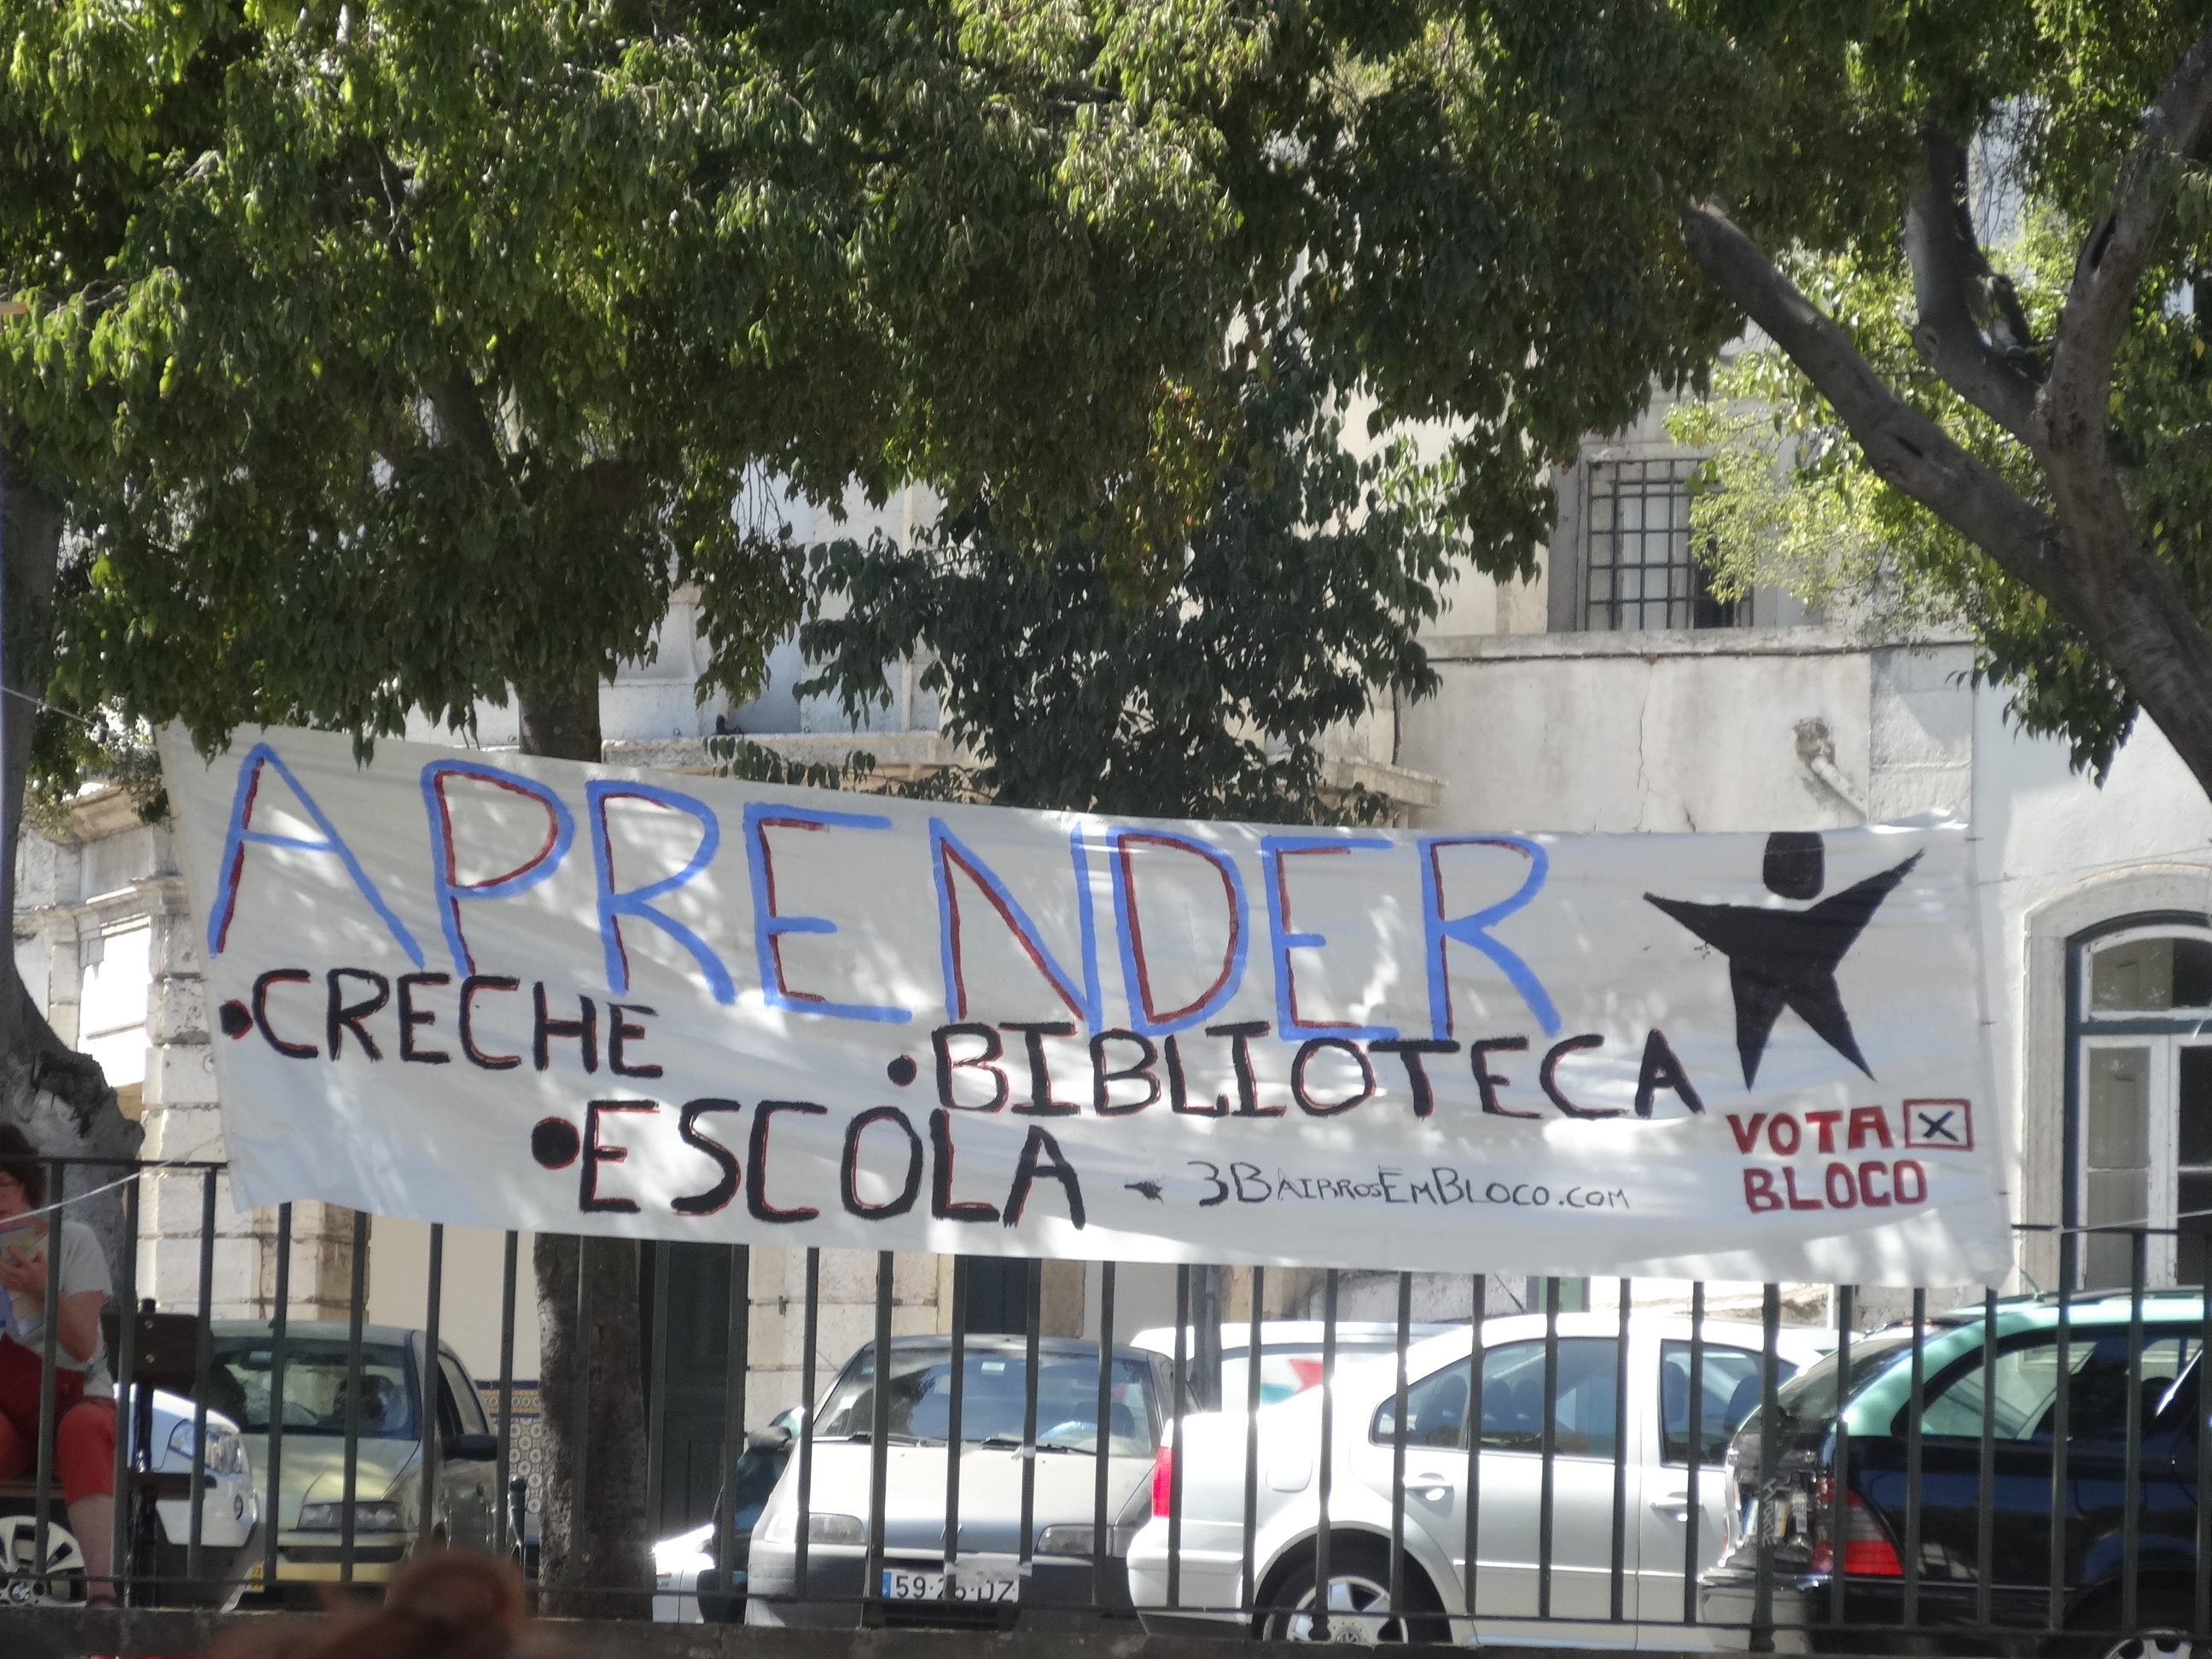 APRENDER
•CRECHE
•BIBLIOTECA
•ESCOLA
3BAIRROSEMBLOCO.COM
VOTA X
BLOCO